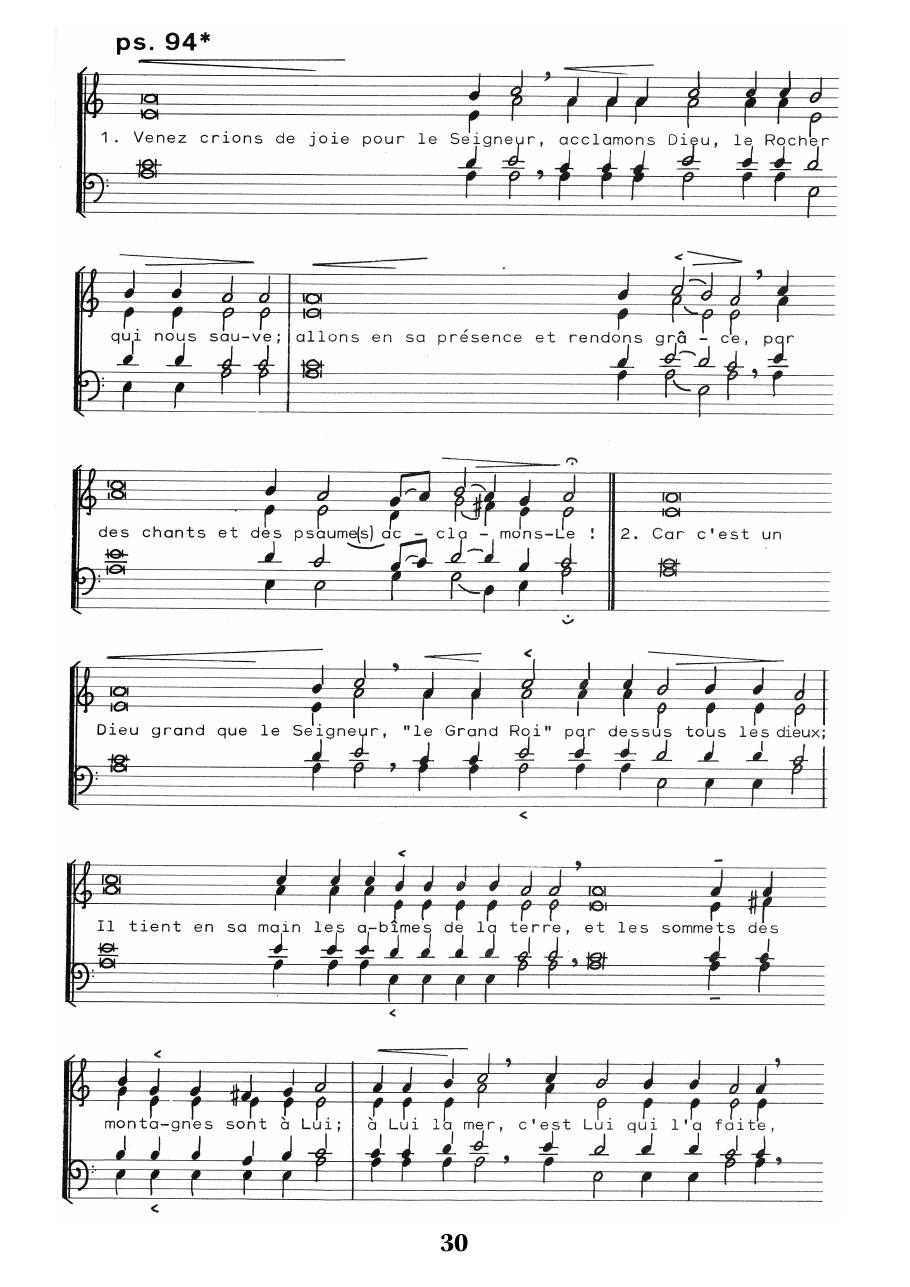 ps. 94*
1. Venez crions de joie pour le Seigneur, acclamons Dieu, le Rocher
qui nous sau-ve; allons en sa présence et rendons grâ - ce, par
des chants et des psaume(s) ac - cla - mons-Le ! 2. Car c'est un
Dieu grand que le Seigneur, "le Grand Roi" par dessus tous les dieux;
Il tient en sa main les a-bîmes de la terre, et les sommets des
monta-gnes sont à Lui; à Lui la mer, c'est Lui qui l'a faite,
30